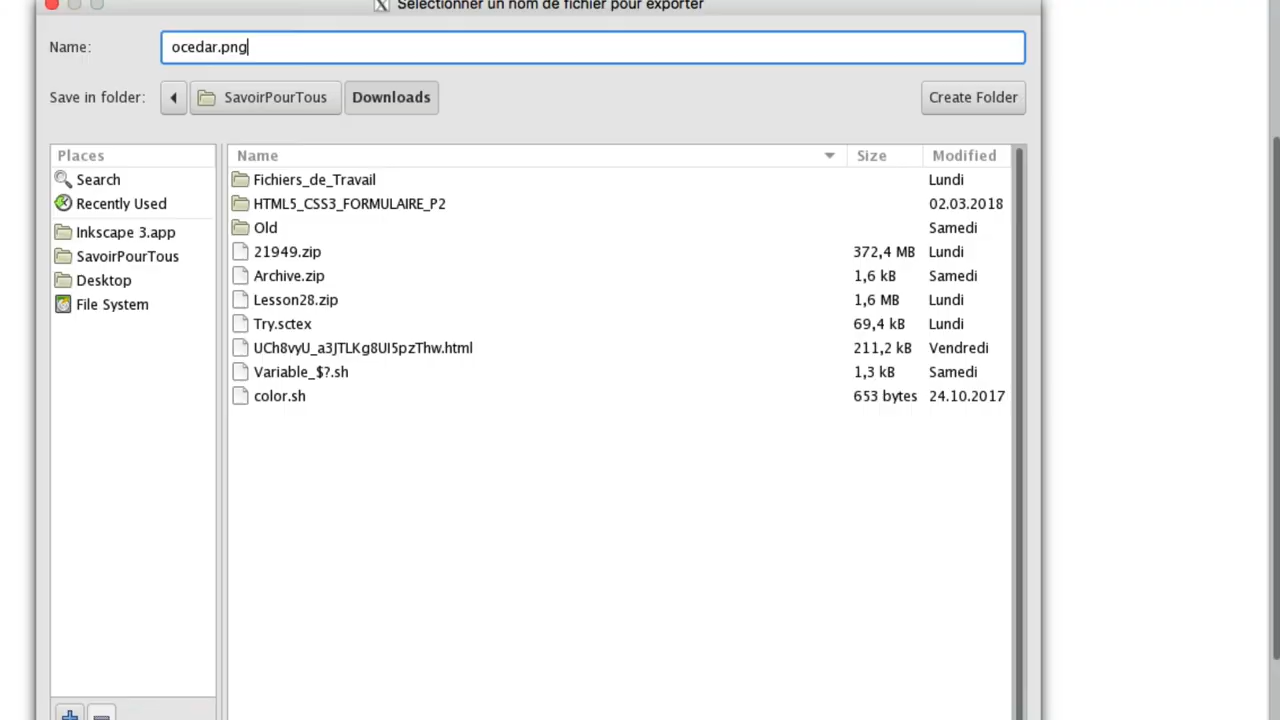 Sélectionner un nom de fichier pour exporter
Name: ocedar.png
Save in folder: SavoirPourTous Downloads Create Folder
Places Name Size Modified
Search Fichiers_de_Travail Lundi
Recently Used HTML5_CSS3_FORMULAIRE_P2 02.03.2018
Old Samedi
Inkscape 3.app 21949.zip 372,4 MB Lundi
SavoirPourTous Archive.zip 1,6 kB Samedi
Desktop Lesson28.zip 1,6 MB Lundi
File System Try.sctex 69,4 kB Lundi
UCh8vyU_a3JTLKg8UI5pzThw.html 211,2 kB Vendredi
Variable_$?.sh 1,3 kB Samedi
color.sh 653 bytes 24.10.2017